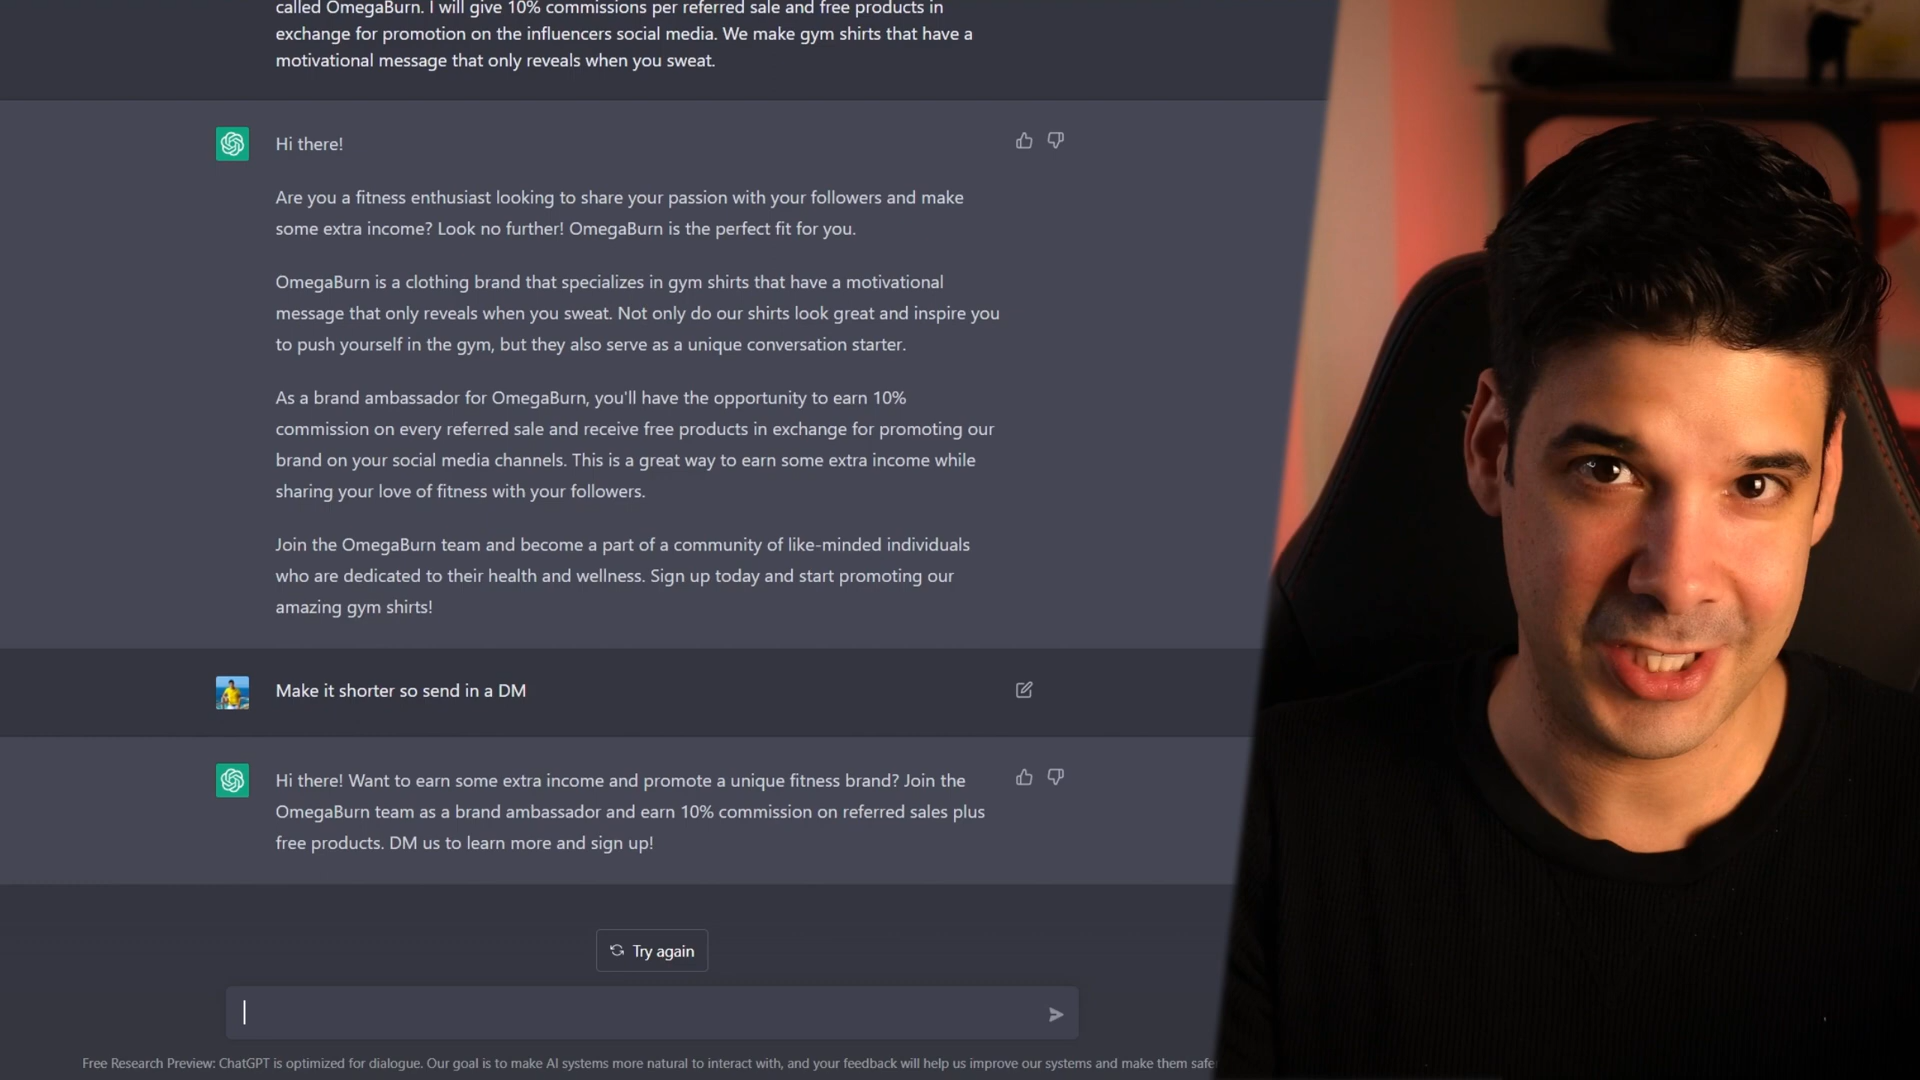 called OmegaBurn. I will give 10% commissions per referred sale and free products in
exchange for promotion on the influencers social media. We make gym shirts that have a
motivational message that only reveals when you sweat.
Hi there!
Are you a fitness enthusiast looking to share your passion with your followers and make
some extra income? Look no further! OmegaBurn is the perfect fit for you.
OmegaBurn is a clothing brand that specializes in gym shirts that have a motivational
message that only reveals when you sweat. Not only do our shirts look great and inspire you
to push yourself in the gym, but they also serve as a unique conversation starter.
As a brand ambassador for OmegaBurn, you'll have the opportunity to earn 10%
commission on every referred sale and receive free products in exchange for promoting our
brand on your social media channels. This is a great way to earn some extra income while
sharing your love of fitness with your followers.
Join the OmegaBurn team and become a part of a community of like-minded individuals
who are dedicated to their health and wellness. Sign up today and start promoting our
amazing gym shirts!
Make it shorter so send in a DM
Hi there! Want to earn some extra income and promote a unique fitness brand? Join the
OmegaBurn team as a brand ambassador and earn 10% commission on referred sales plus
free products. DM us to learn more and sign up!
Try again
Free Research Preview: ChatGPT is optimized for dialogue. Our goal is to make AI systems more natural to interact with, and your feedback will help us improve our systems and make them safe